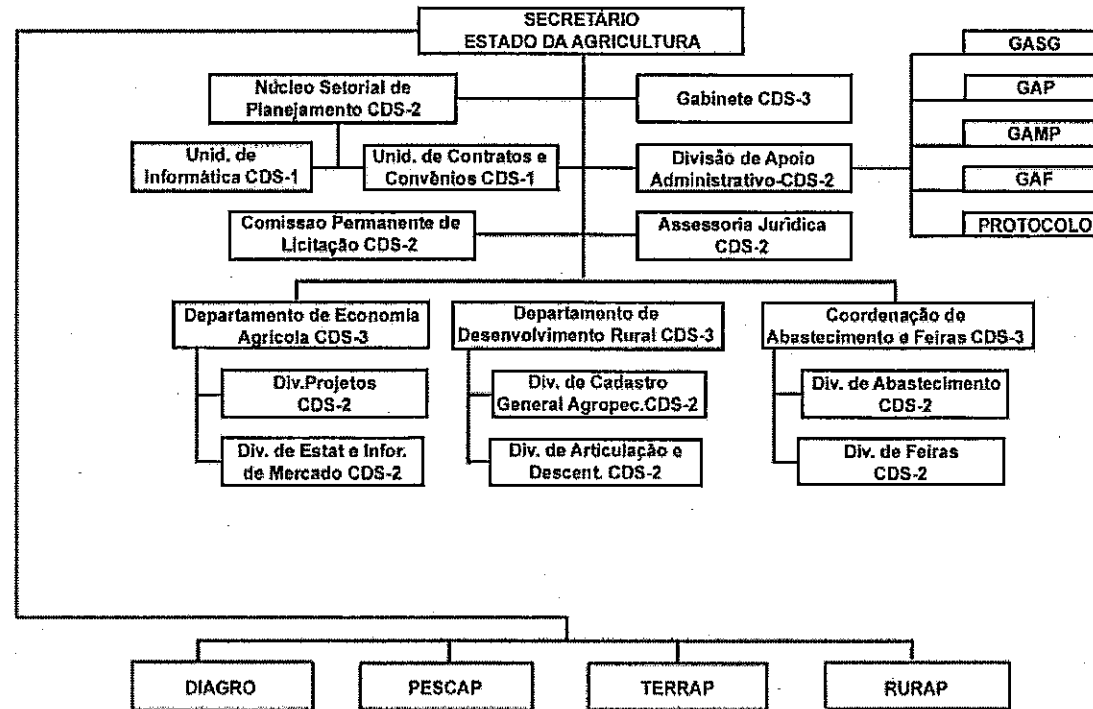 SECRETÁRIO
ESTADO DA AGRICULTURA
GASG
Núcleo Setorial de
Planejamento CDS-2
Gabinete CDS-3
GAP
GAMP
Unid. de
Informática CDS-1
Unid. de Contratos e
Convênios CDS-1
Divisão de Apoio
Administrativo-CDS-2
GAF
Comissao Permanente de
Licitação CDS-2
Assessoria Jurídica
CDS-2
PROTOCOLO
Departamento de Economia
Agrícola CDS-3
Departamento de
Desenvolvimento Rural CDS-3
Coordenação de
Abastecimento e Feiras CDS-3
Div.Projetos
CDS-2
Div. de Cadastro
General Agropec.CDS-2
Div. de Abastecimento
CDS-2
Div. de Estat e Infor.
de Mercado CDS-2
Div. de Articulação e
Descent. CDS-2
Div. de Feiras
CDS-2
DIAGRO
PESCAP
TERRAP
RURAP